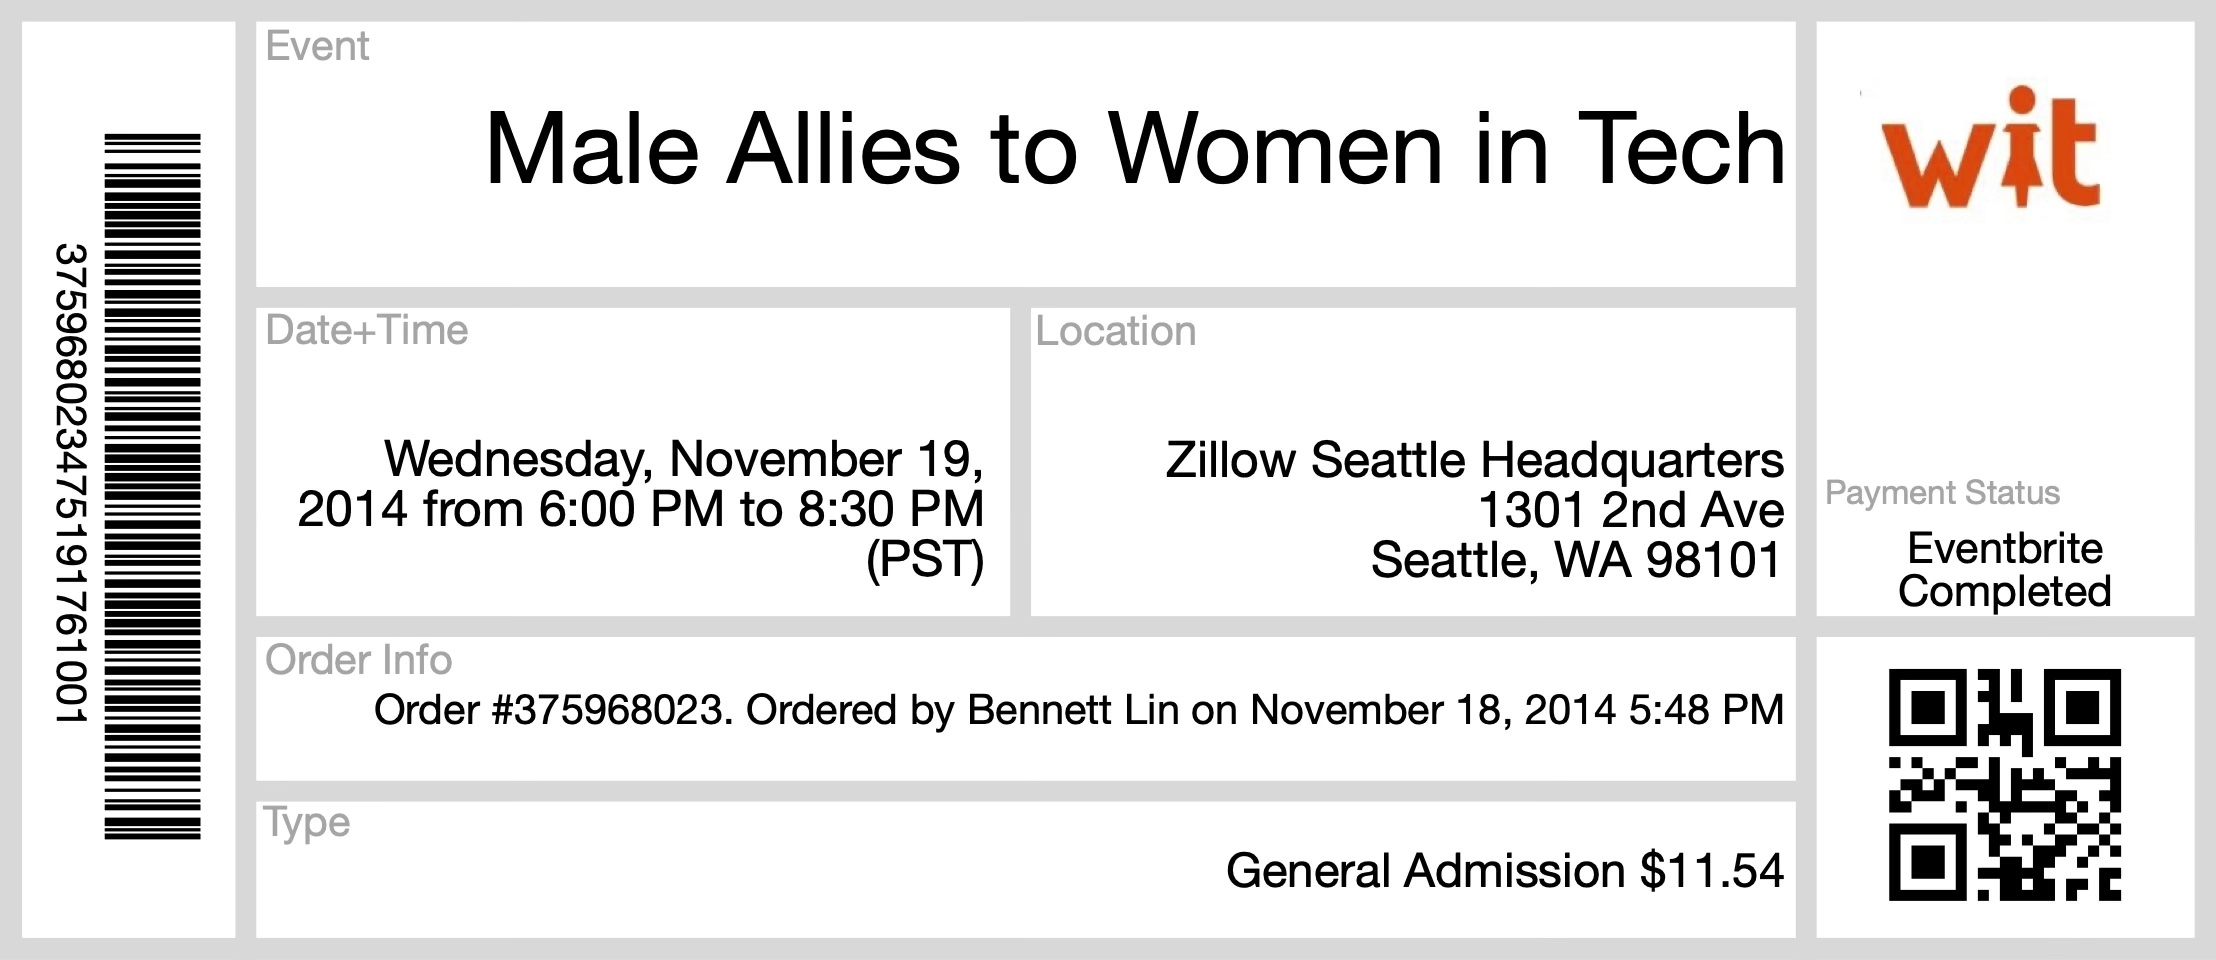 37596802347519176​1001
Event
Male Allies to Women in Tech
wit
Date+Time
Wednesday, November 19,
2014 from 6:00 PM to 8:30 PM
(PST)
Location
Zillow Seattle Headquarters
1301 2nd Ave
Seattle, WA 98101
Payment Status
Eventbrite
Completed
Order Info
Order #375968023. Ordered by Bennett Lin on November 18, 2014 5:48 PM
Type
General Admission $11.54